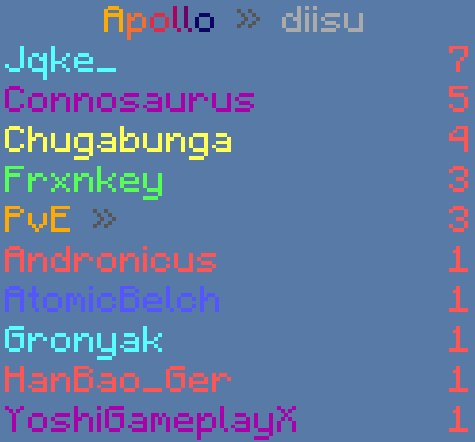 Apollo » diisu
Jqke_ 7
Connosaurus 5
Chugabunga 4
Frxnkey 3
PvE » 3
Andronicus 1
AtomicBelch 1
Gronyak 1
HanBao_Ger 1
YoshiGameplayX 1